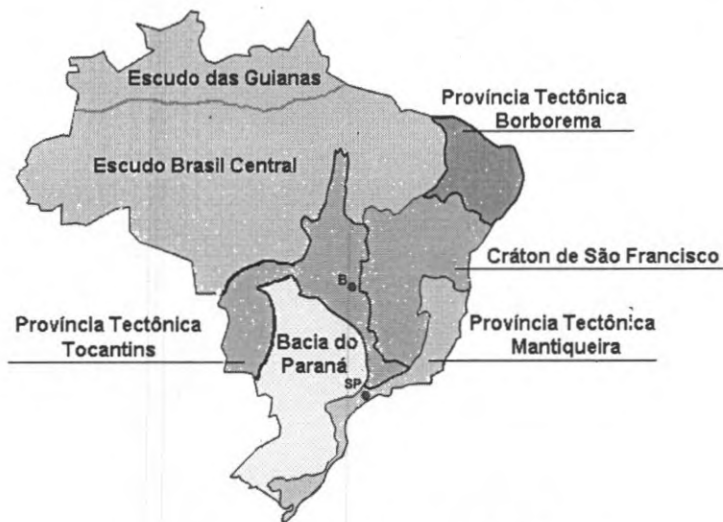 Escudo das Guianas
Província Tectônica
Borborema
Escudo Brasil Central
Cráton de São Francisco
B
Província Tectônica
Tocantins
Bacia do
Paraná
Província Tectônica
Mantiqueira
SP